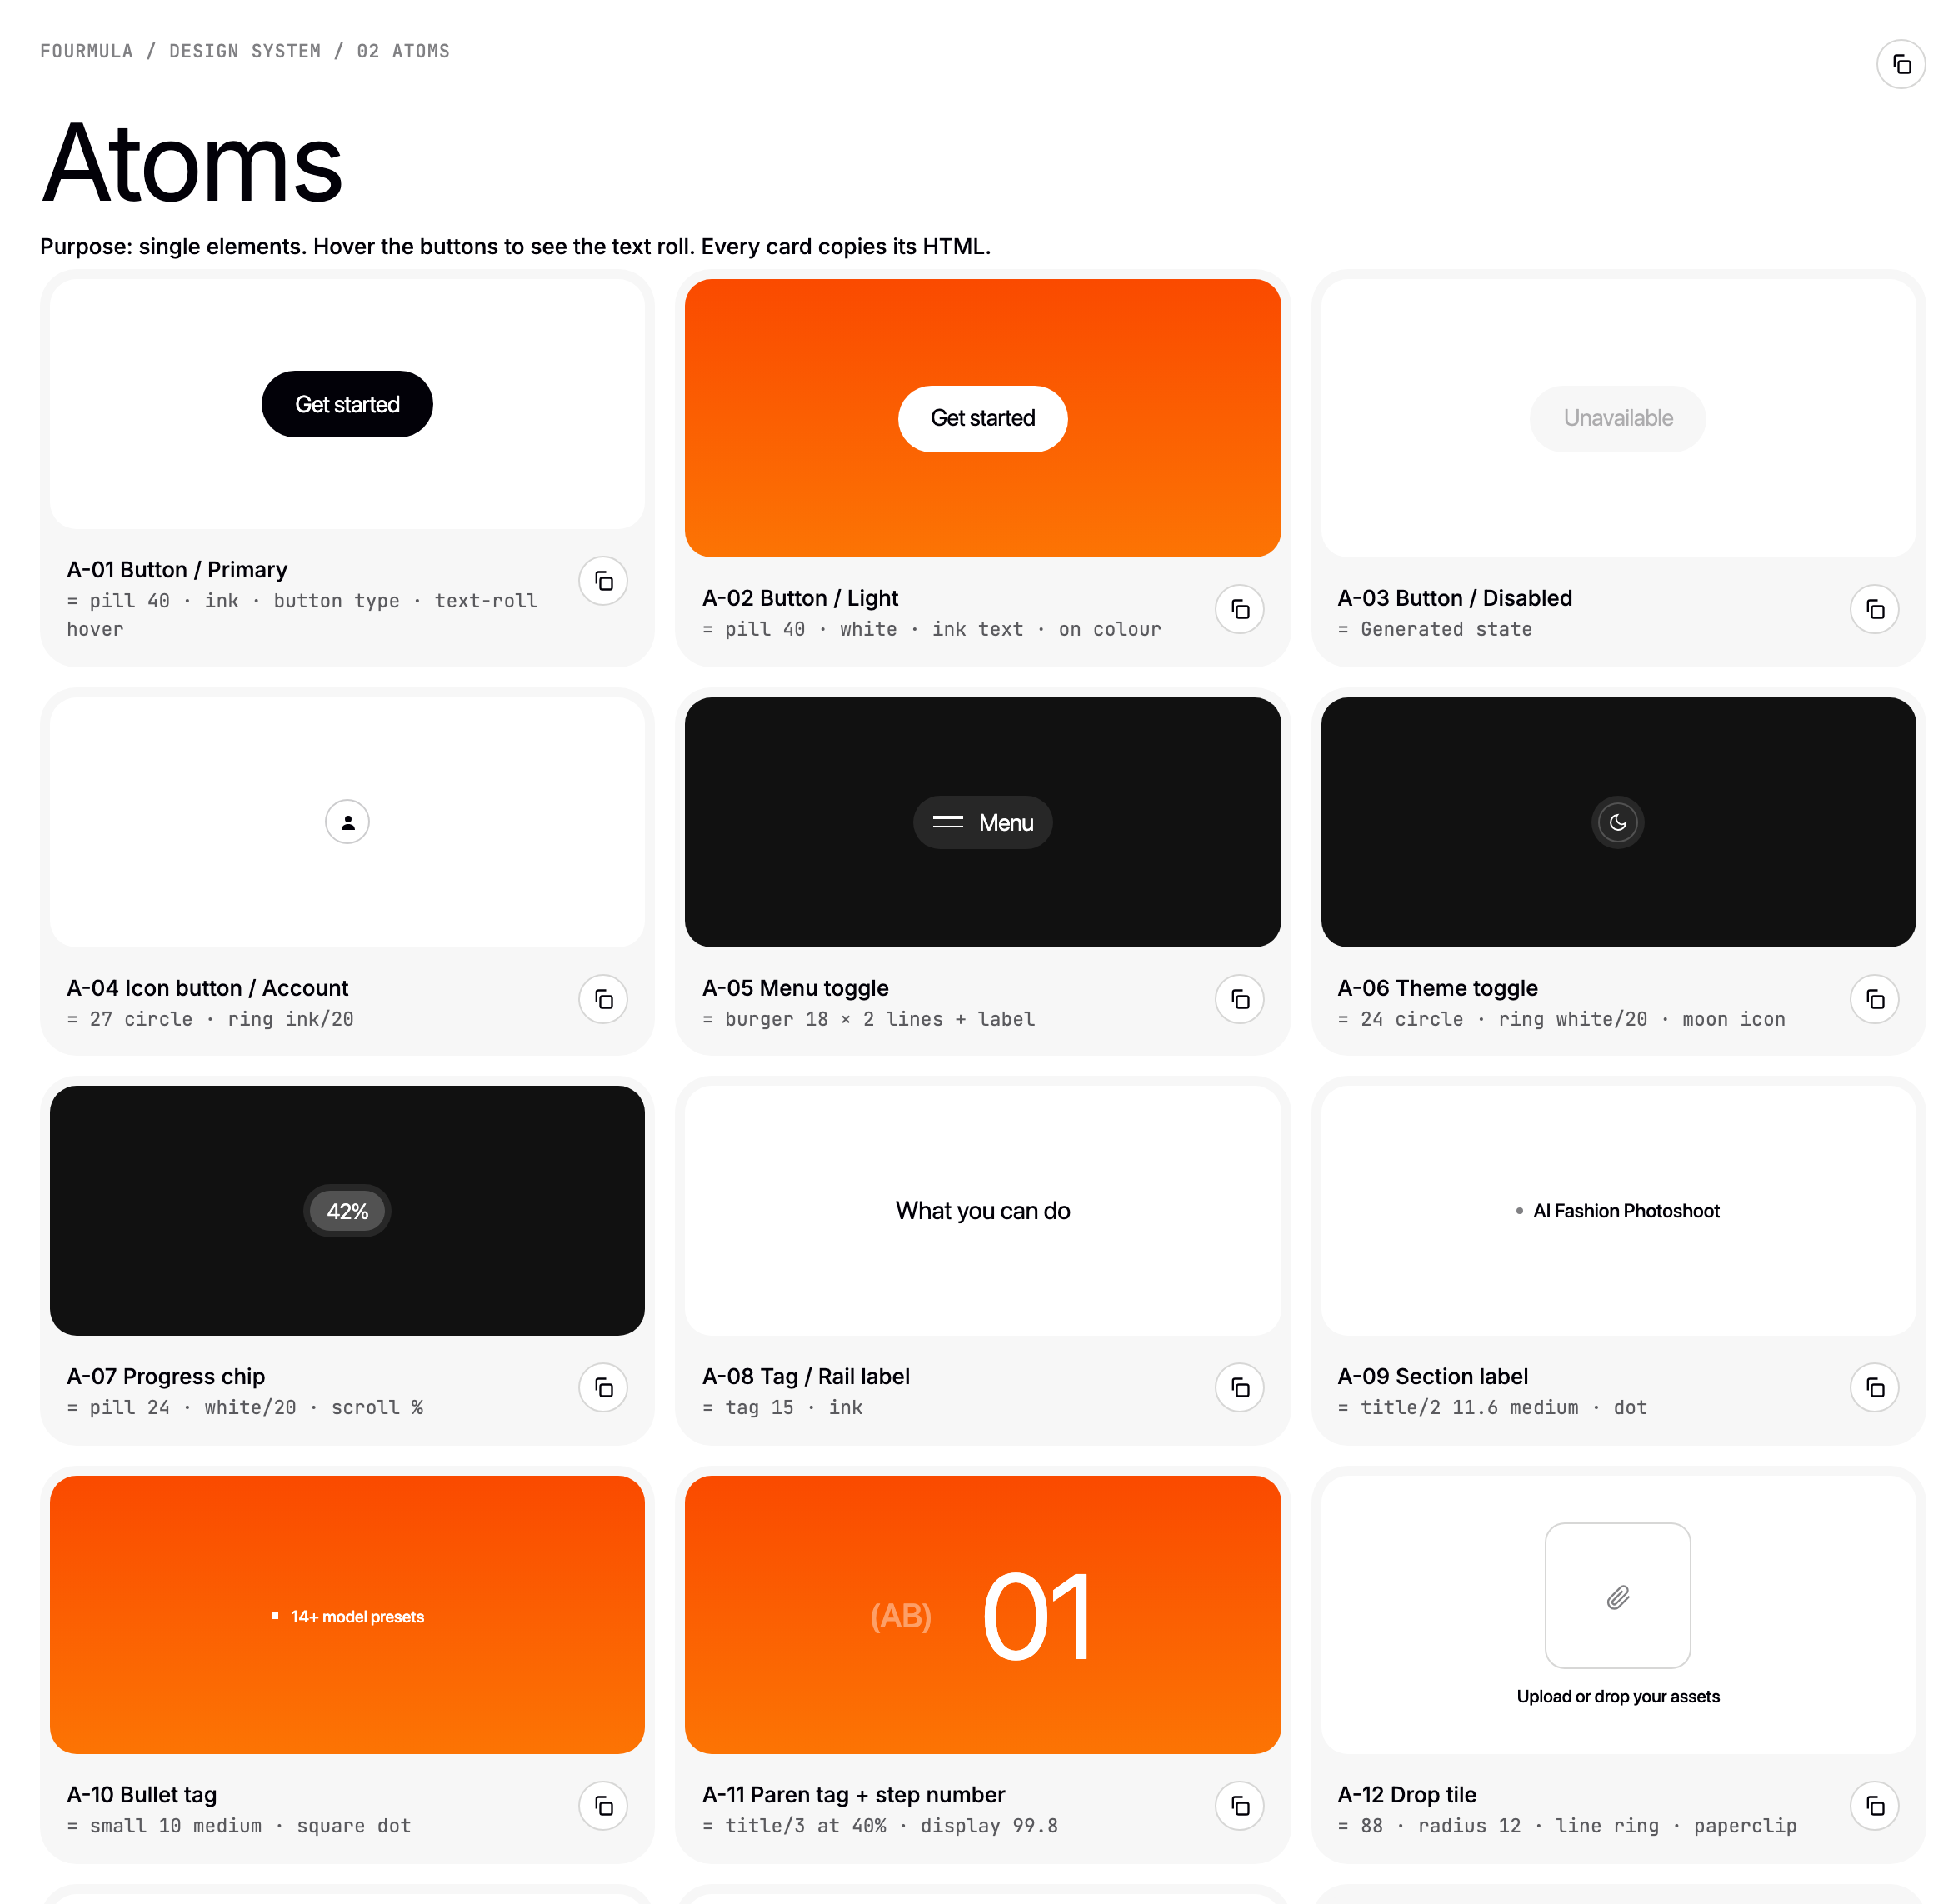 FOURMULA / DESIGN SYSTEM / 02 ATOMS
Atoms
Purpose: single elements. Hover the buttons to see the text roll. Every card copies its HTML.
Get started
A-01 Button / Primary
= pill 40 · ink · button type · text-roll
hover
Get started
A-02 Button / Light
= pill 40 · white · ink text · on colour
Unavailable
A-03 Button / Disabled
= Generated state
A-04 Icon button / Account
= 27 circle · ring ink/20
Menu
A-05 Menu toggle
= burger 18 × 2 lines + label
A-06 Theme toggle
= 24 circle · ring white/20 · moon icon
42%
A-07 Progress chip
= pill 24 · white/20 · scroll %
What you can do
A-08 Tag / Rail label
= tag 15 · ink
AI Fashion Photoshoot
A-09 Section label
= title/2 11.6 medium · dot
14+ model presets
A-10 Bullet tag
= small 10 medium · square dot
(AB) 01
A-11 Paren tag + step number
= title/3 at 40% · display 99.8
Upload or drop your assets
A-12 Drop tile
= 88 · radius 12 · line ring · paperclip